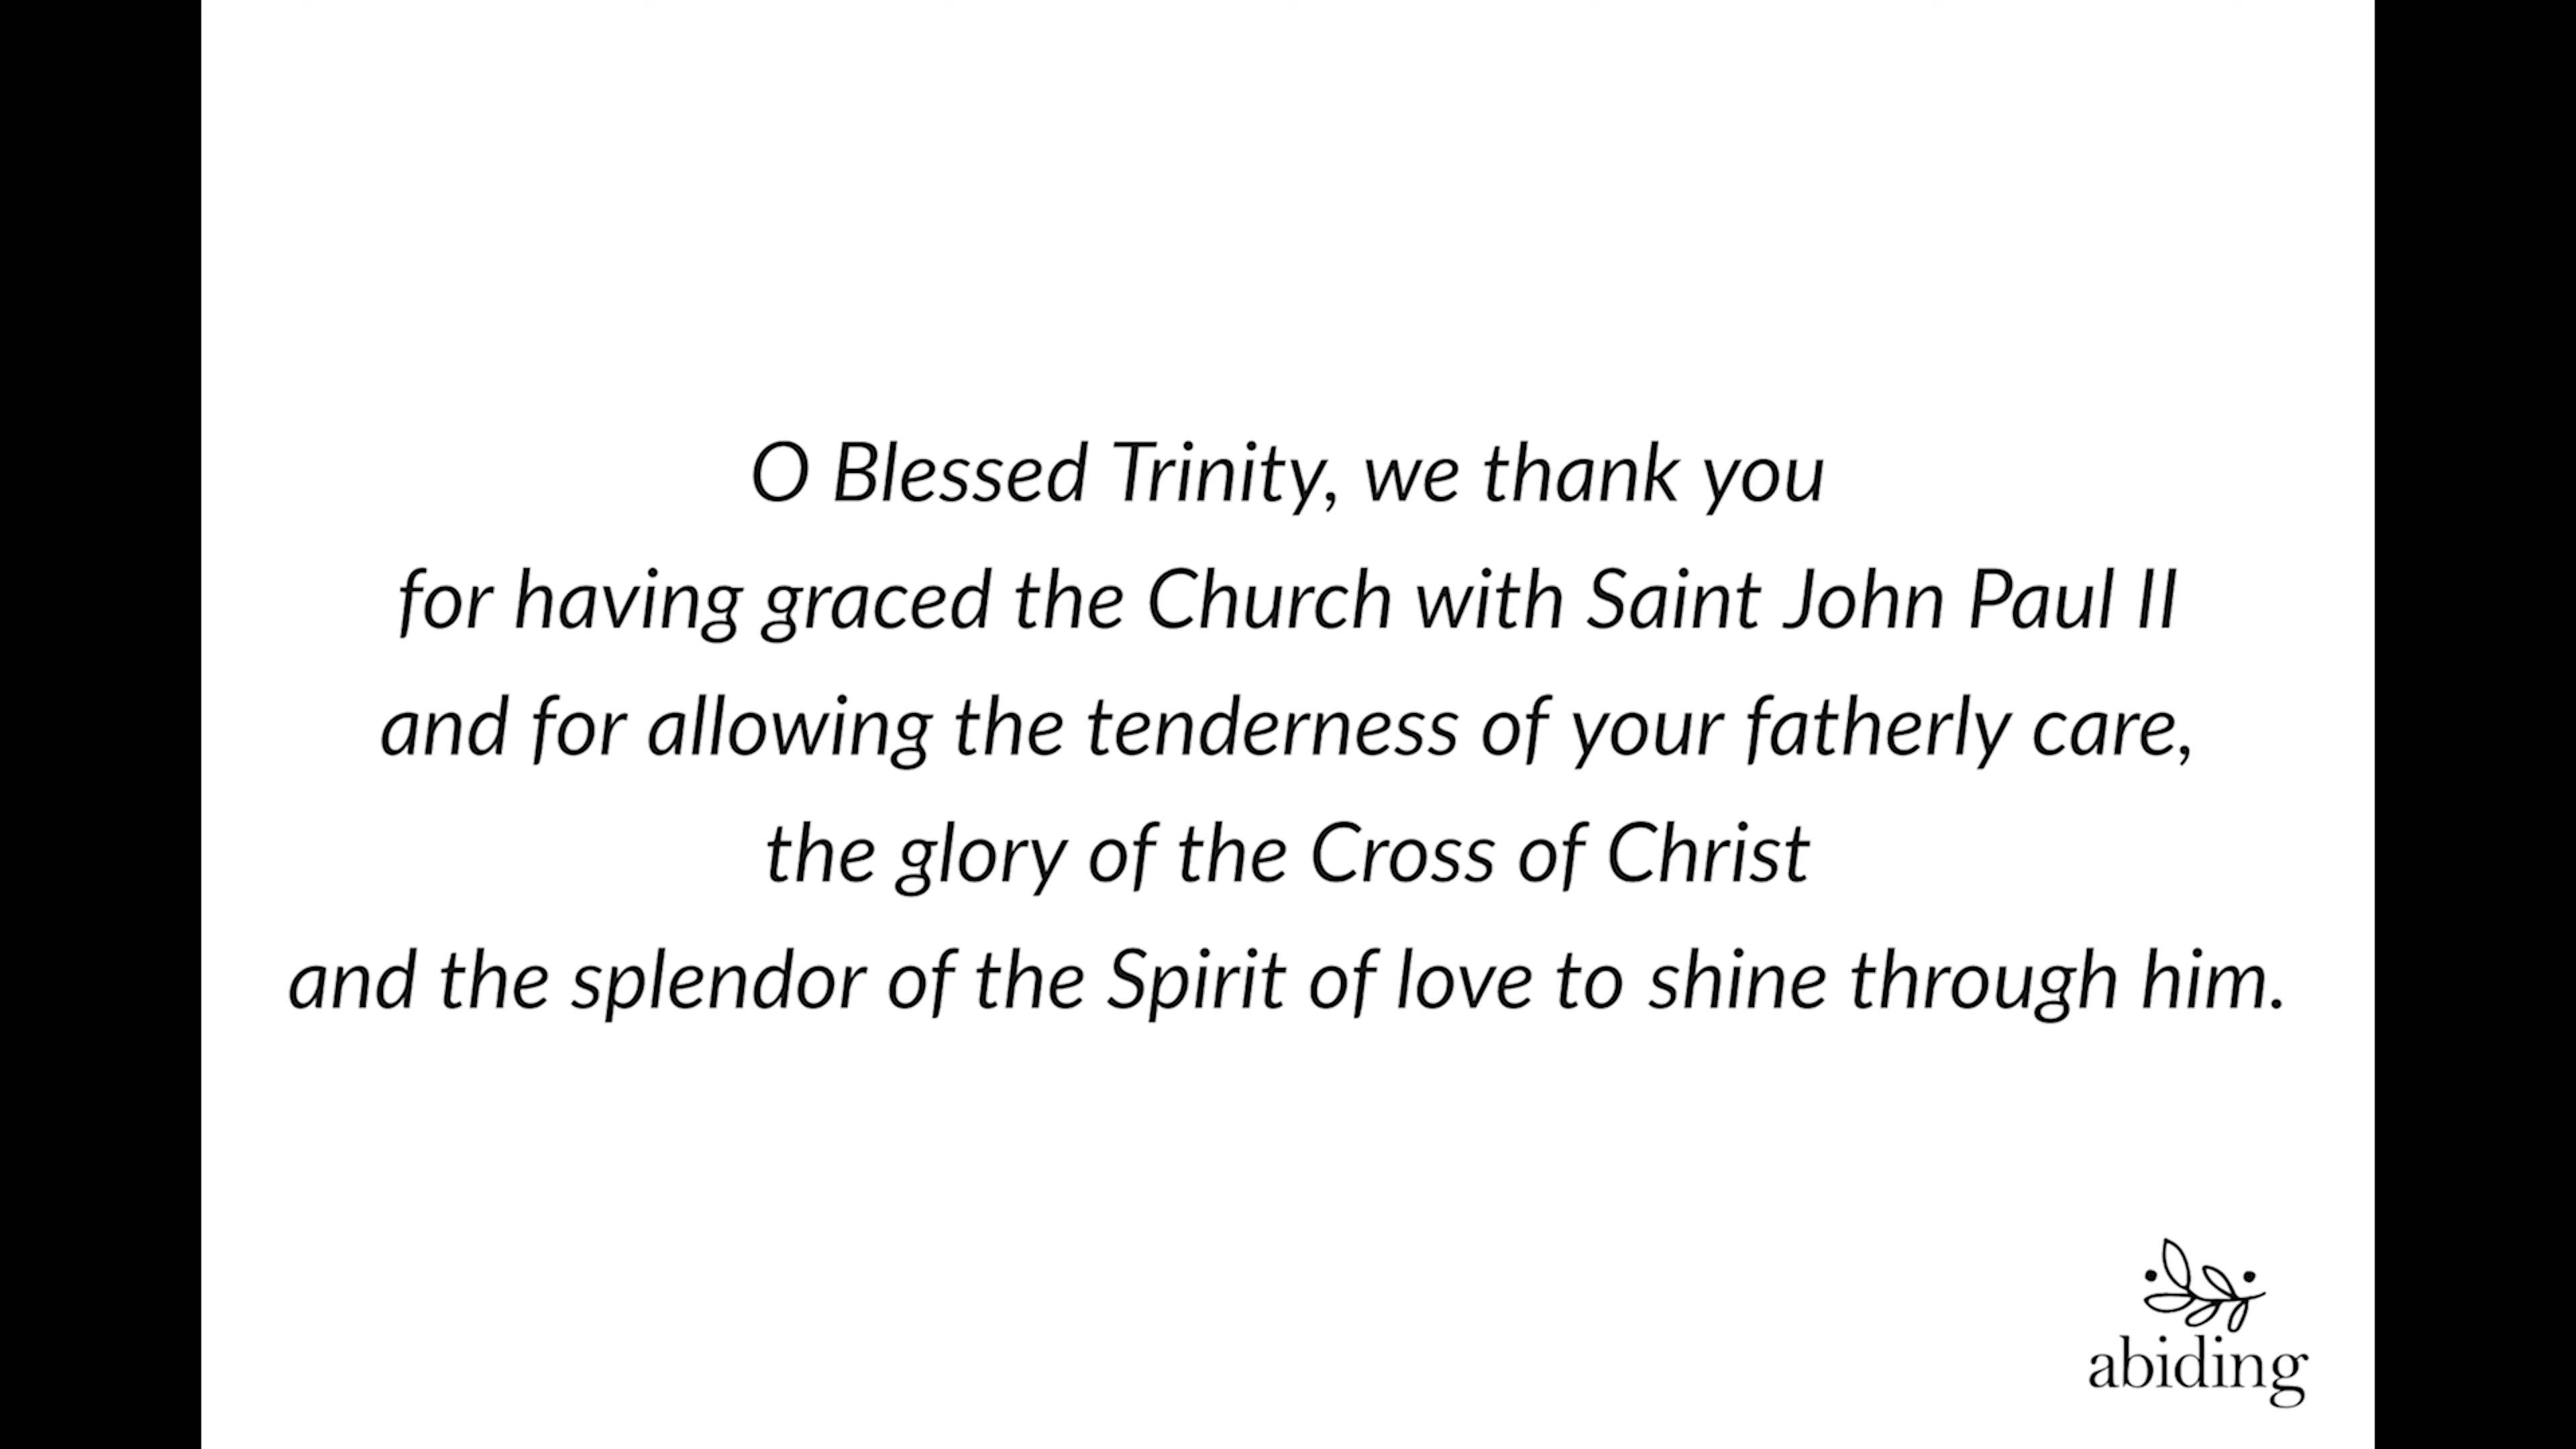 O Blessed Trinity, we thank you
for having graced the Church with Saint John Paul II
and for allowing the tenderness of your fatherly care,
the glory of the Cross of Christ
and the splendor of the Spirit of love to shine through him.
abiding